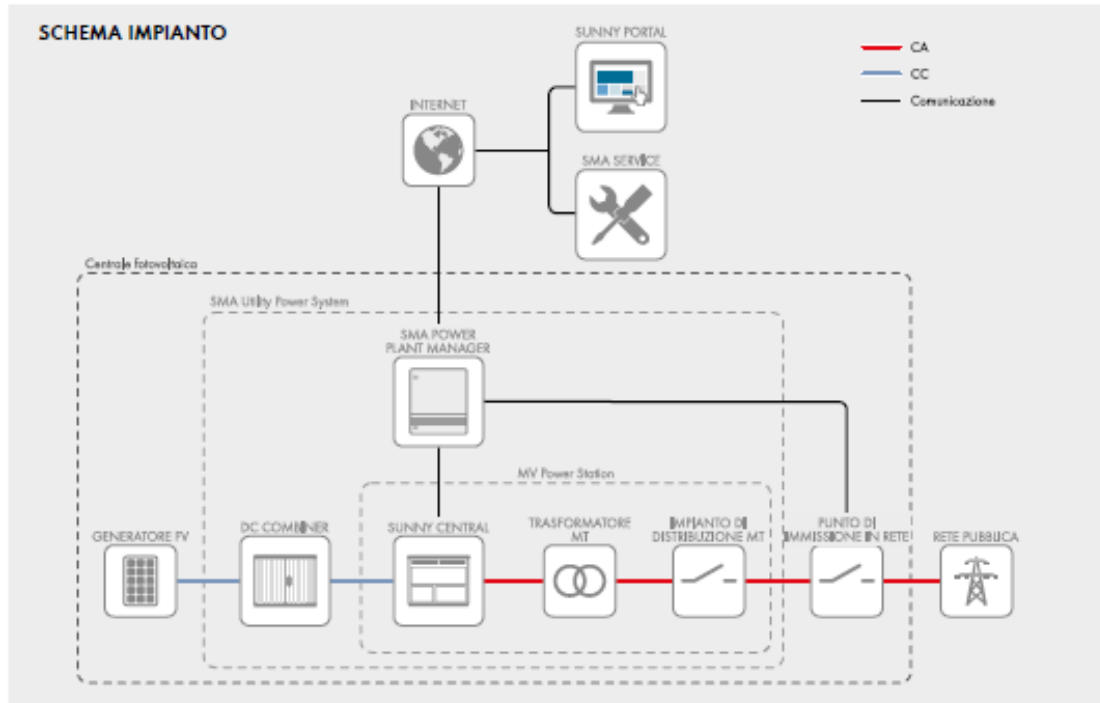 SCHEMA IMPIANTO
SUNNY PORTAL
CA
CC
Comunicazione
INTERNET
SMA SERVICE
Centrale fotovoltaica
SMA Utility Power System
SMA POWER
PLANT MANAGER
MV Power Station
GENERATORE FV
DC COMBINER
SUNNY CENTRAL
TRASFORMATORE
MT
IMPIANTO DI
DISTRIBUZIONE MT
PUNTO DI
IMMISSIONE IN RETE
RETE PUBBLICA